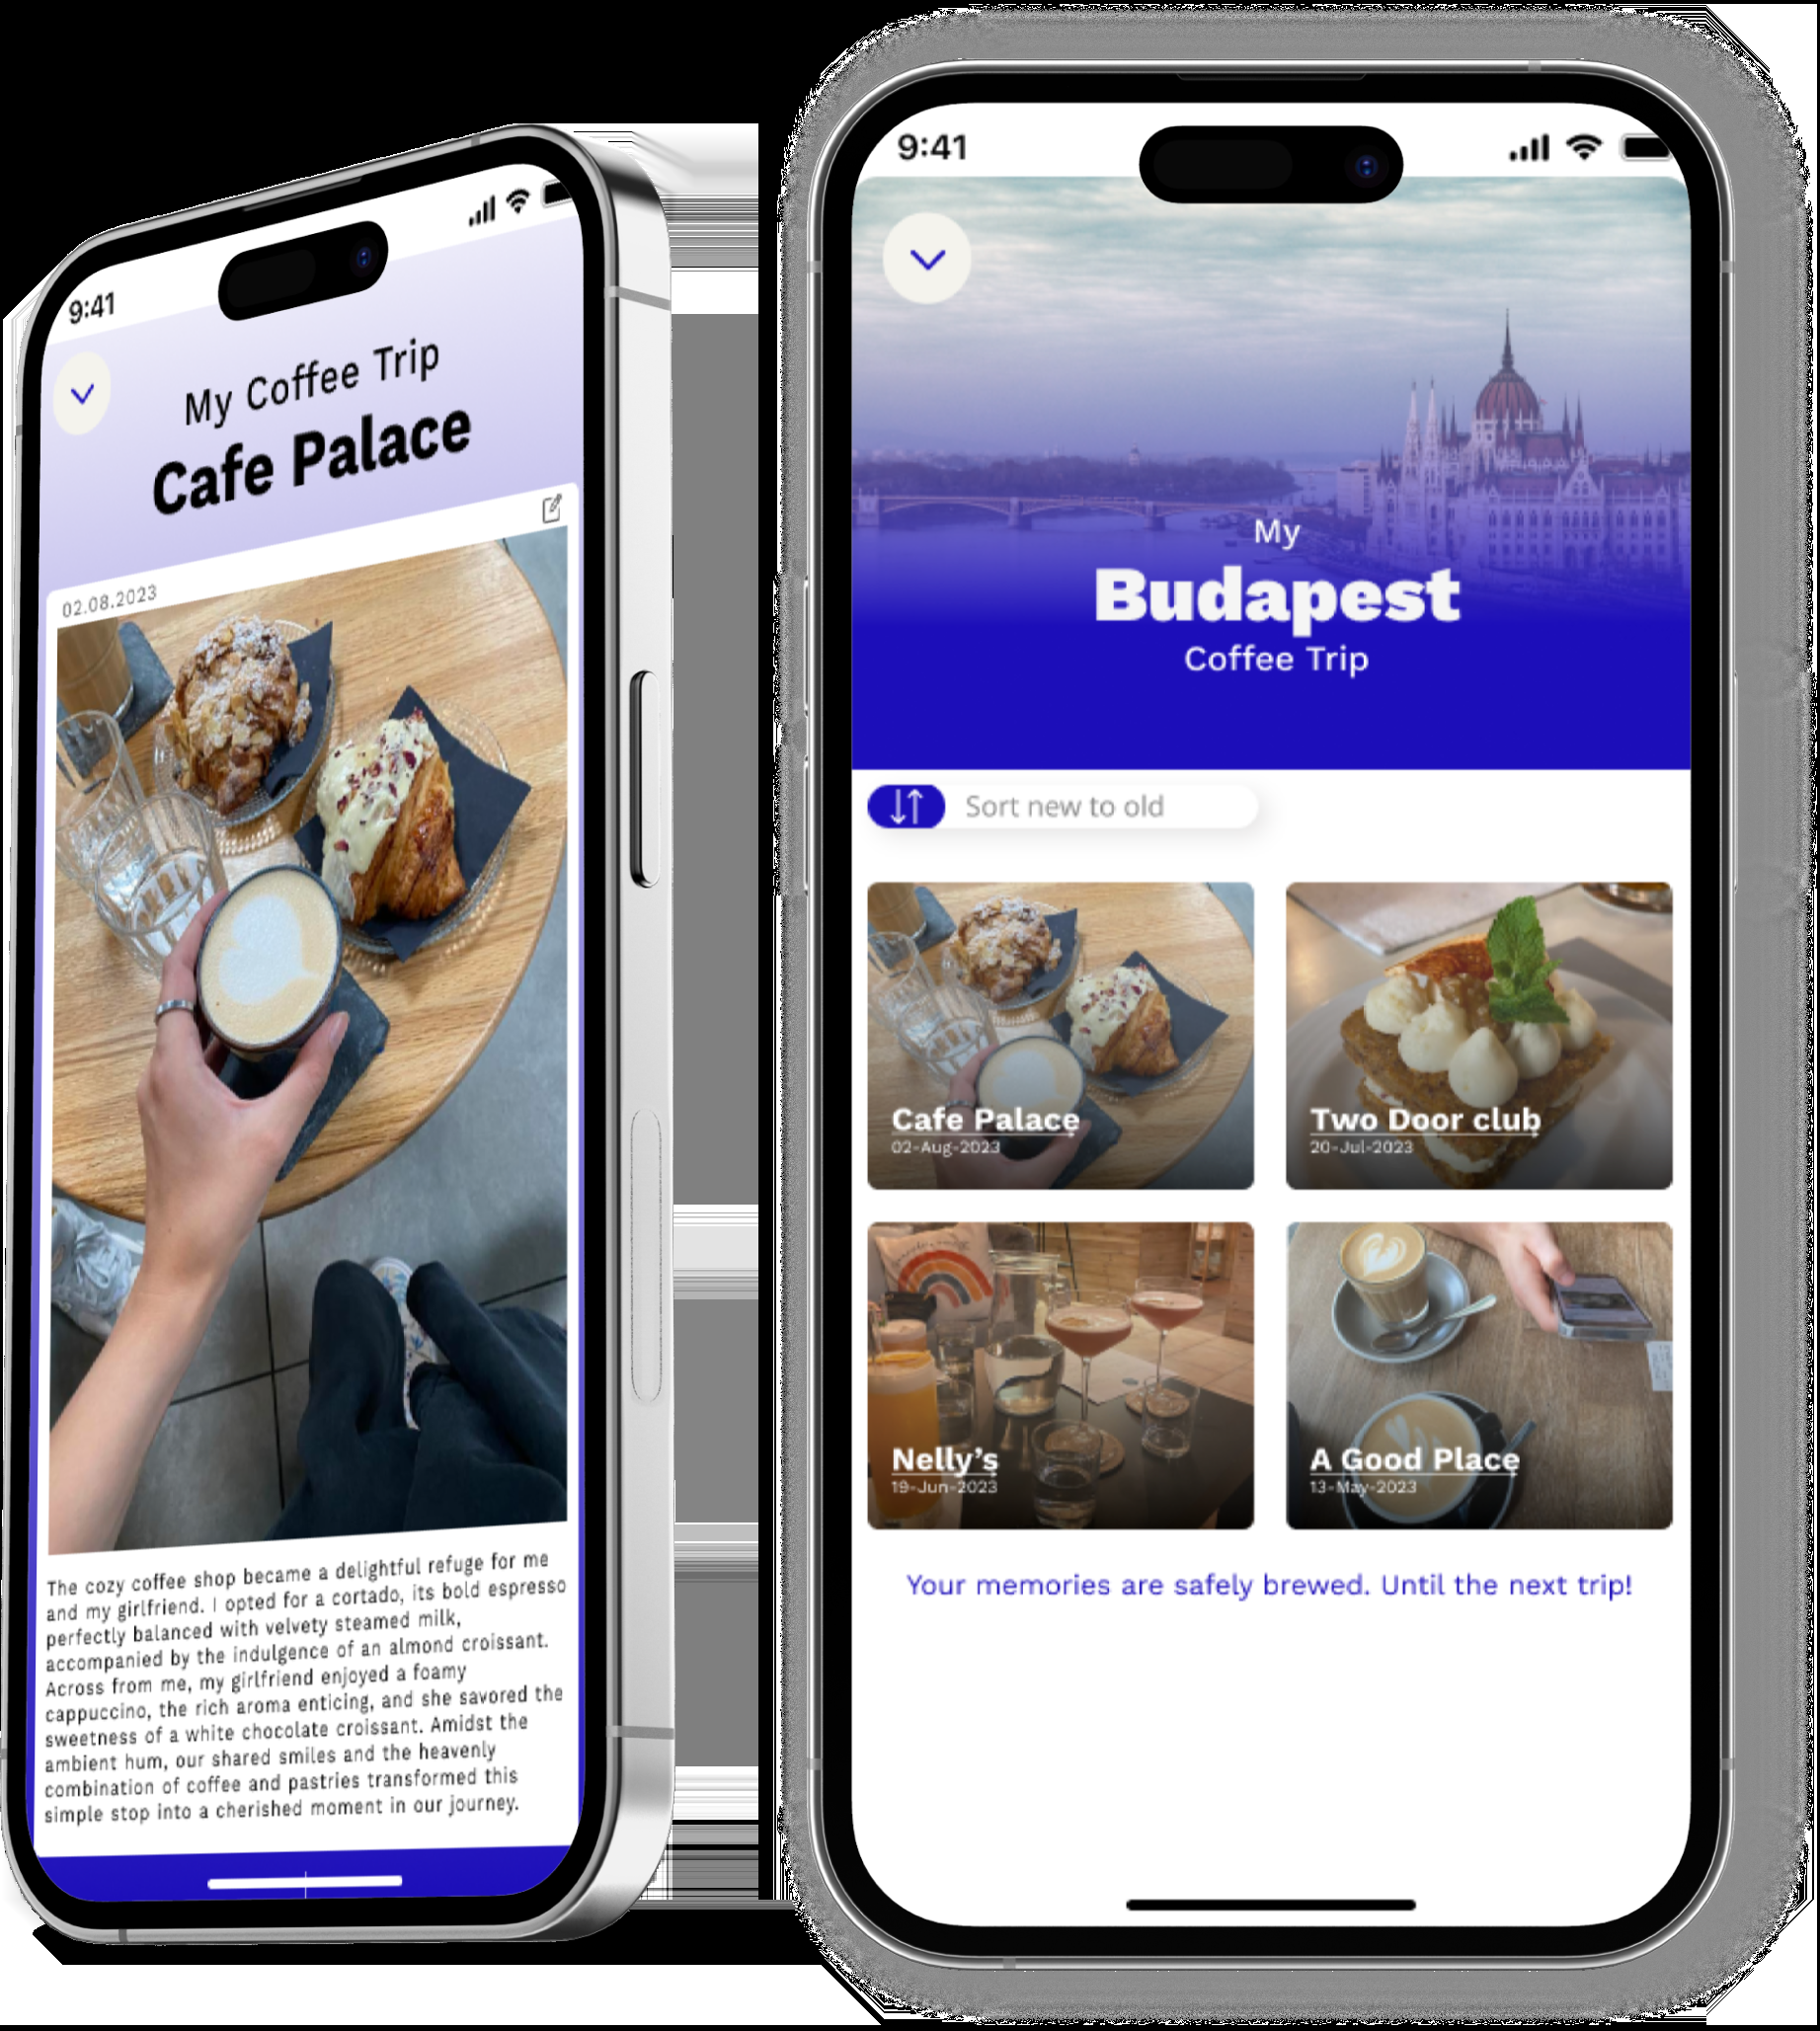 9:41
My Coffee Trip
Cafe Palace
02.08.2023
The cozy coffee shop became a delightful refuge for me
and my girlfriend. I opted for a cortado, its bold espresso
perfectly balanced with velvety steamed milk,
accompanied by the indulgence of an almond croissant.
Across from me, my girlfriend enjoyed a foamy
cappuccino, the rich aroma enticing, and she savored the
sweetness of a white chocolate croissant. Amidst the
ambient hum, our shared smiles and the heavenly
combination of coffee and pastries transformed this
simple stop into a cherished moment in our journey.
9:41
My
Budapest
Coffee Trip
Sort new to old
Cafe Palace
02-Aug-2023
Two Door club
20-Jul-2023
Nelly's
19-Jun-2023
A Good Place
13-May-2023
Your memories are safely brewed. Until the next trip!